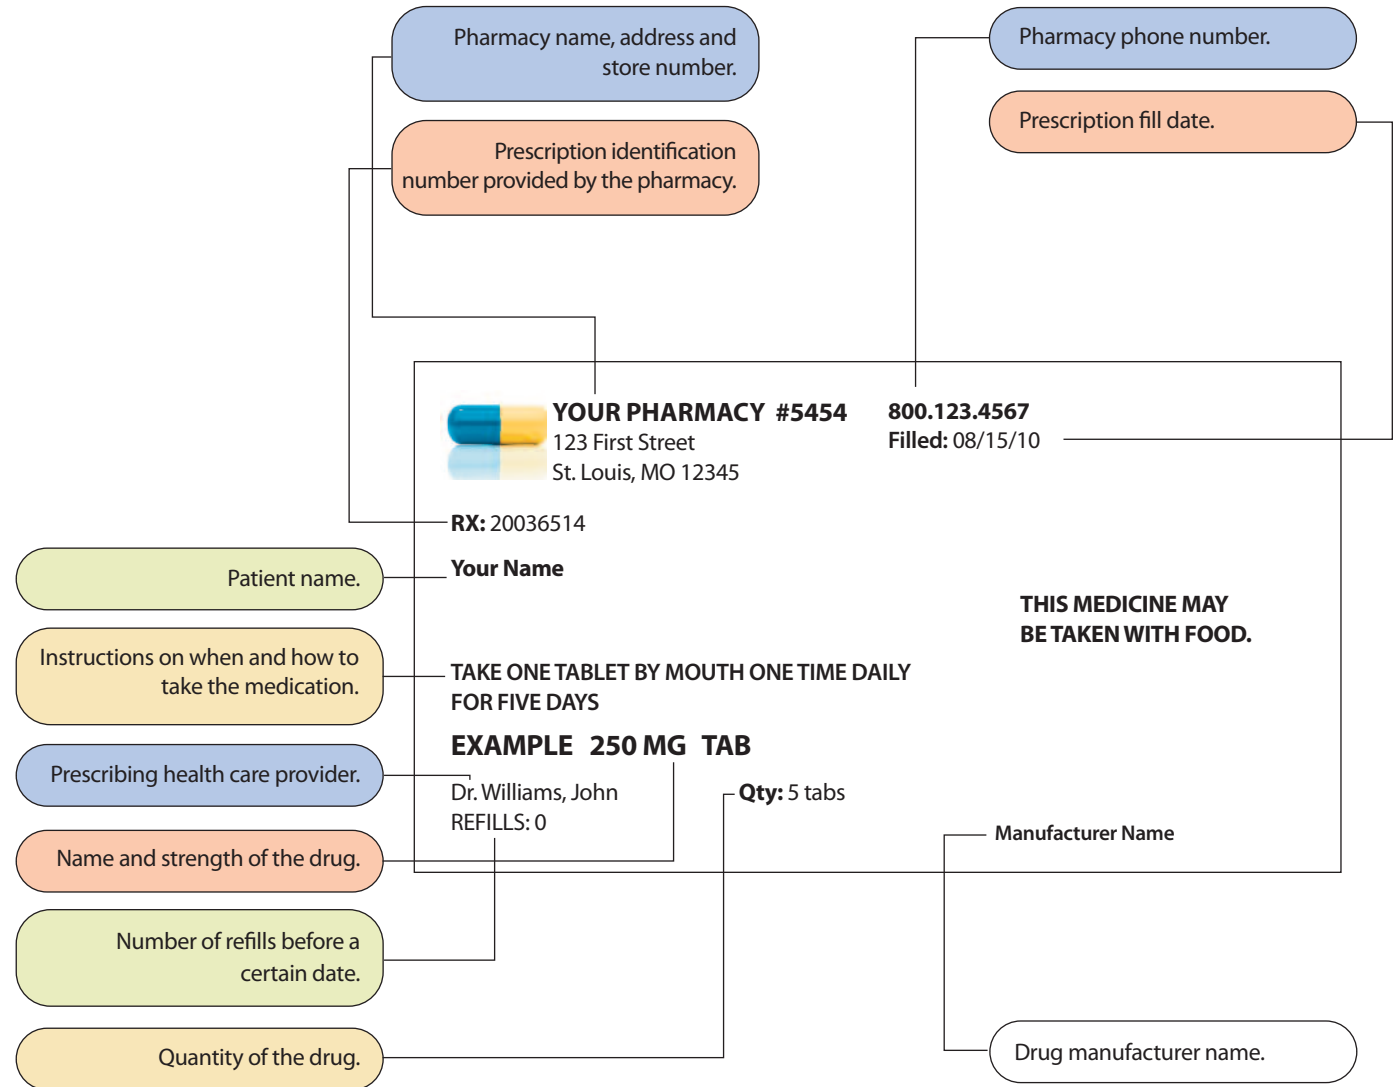 Pharmacy name, address and
store number.
Pharmacy phone number.
Prescription identification
number provided by the pharmacy.
Prescription fill date.
YOUR PHARMACY #5454
123 First Street
St. Louis, MO 12345
800.123.4567
Filled: 08/15/10
RX: 20036514
Patient name.
Your Name
THIS MEDICINE MAY
BE TAKEN WITH FOOD.
Instructions on when and how to
take the medication.
TAKE ONE TABLET BY MOUTH ONE TIME DAILY
FOR FIVE DAYS
EXAMPLE 250 MG TAB
Prescribing health care provider.
Dr. Williams, John
REFILLS: 0
Qty: 5 tabs
Manufacturer Name
Name and strength of the drug.
Number of refills before a
certain date.
Quantity of the drug.
Drug manufacturer name.